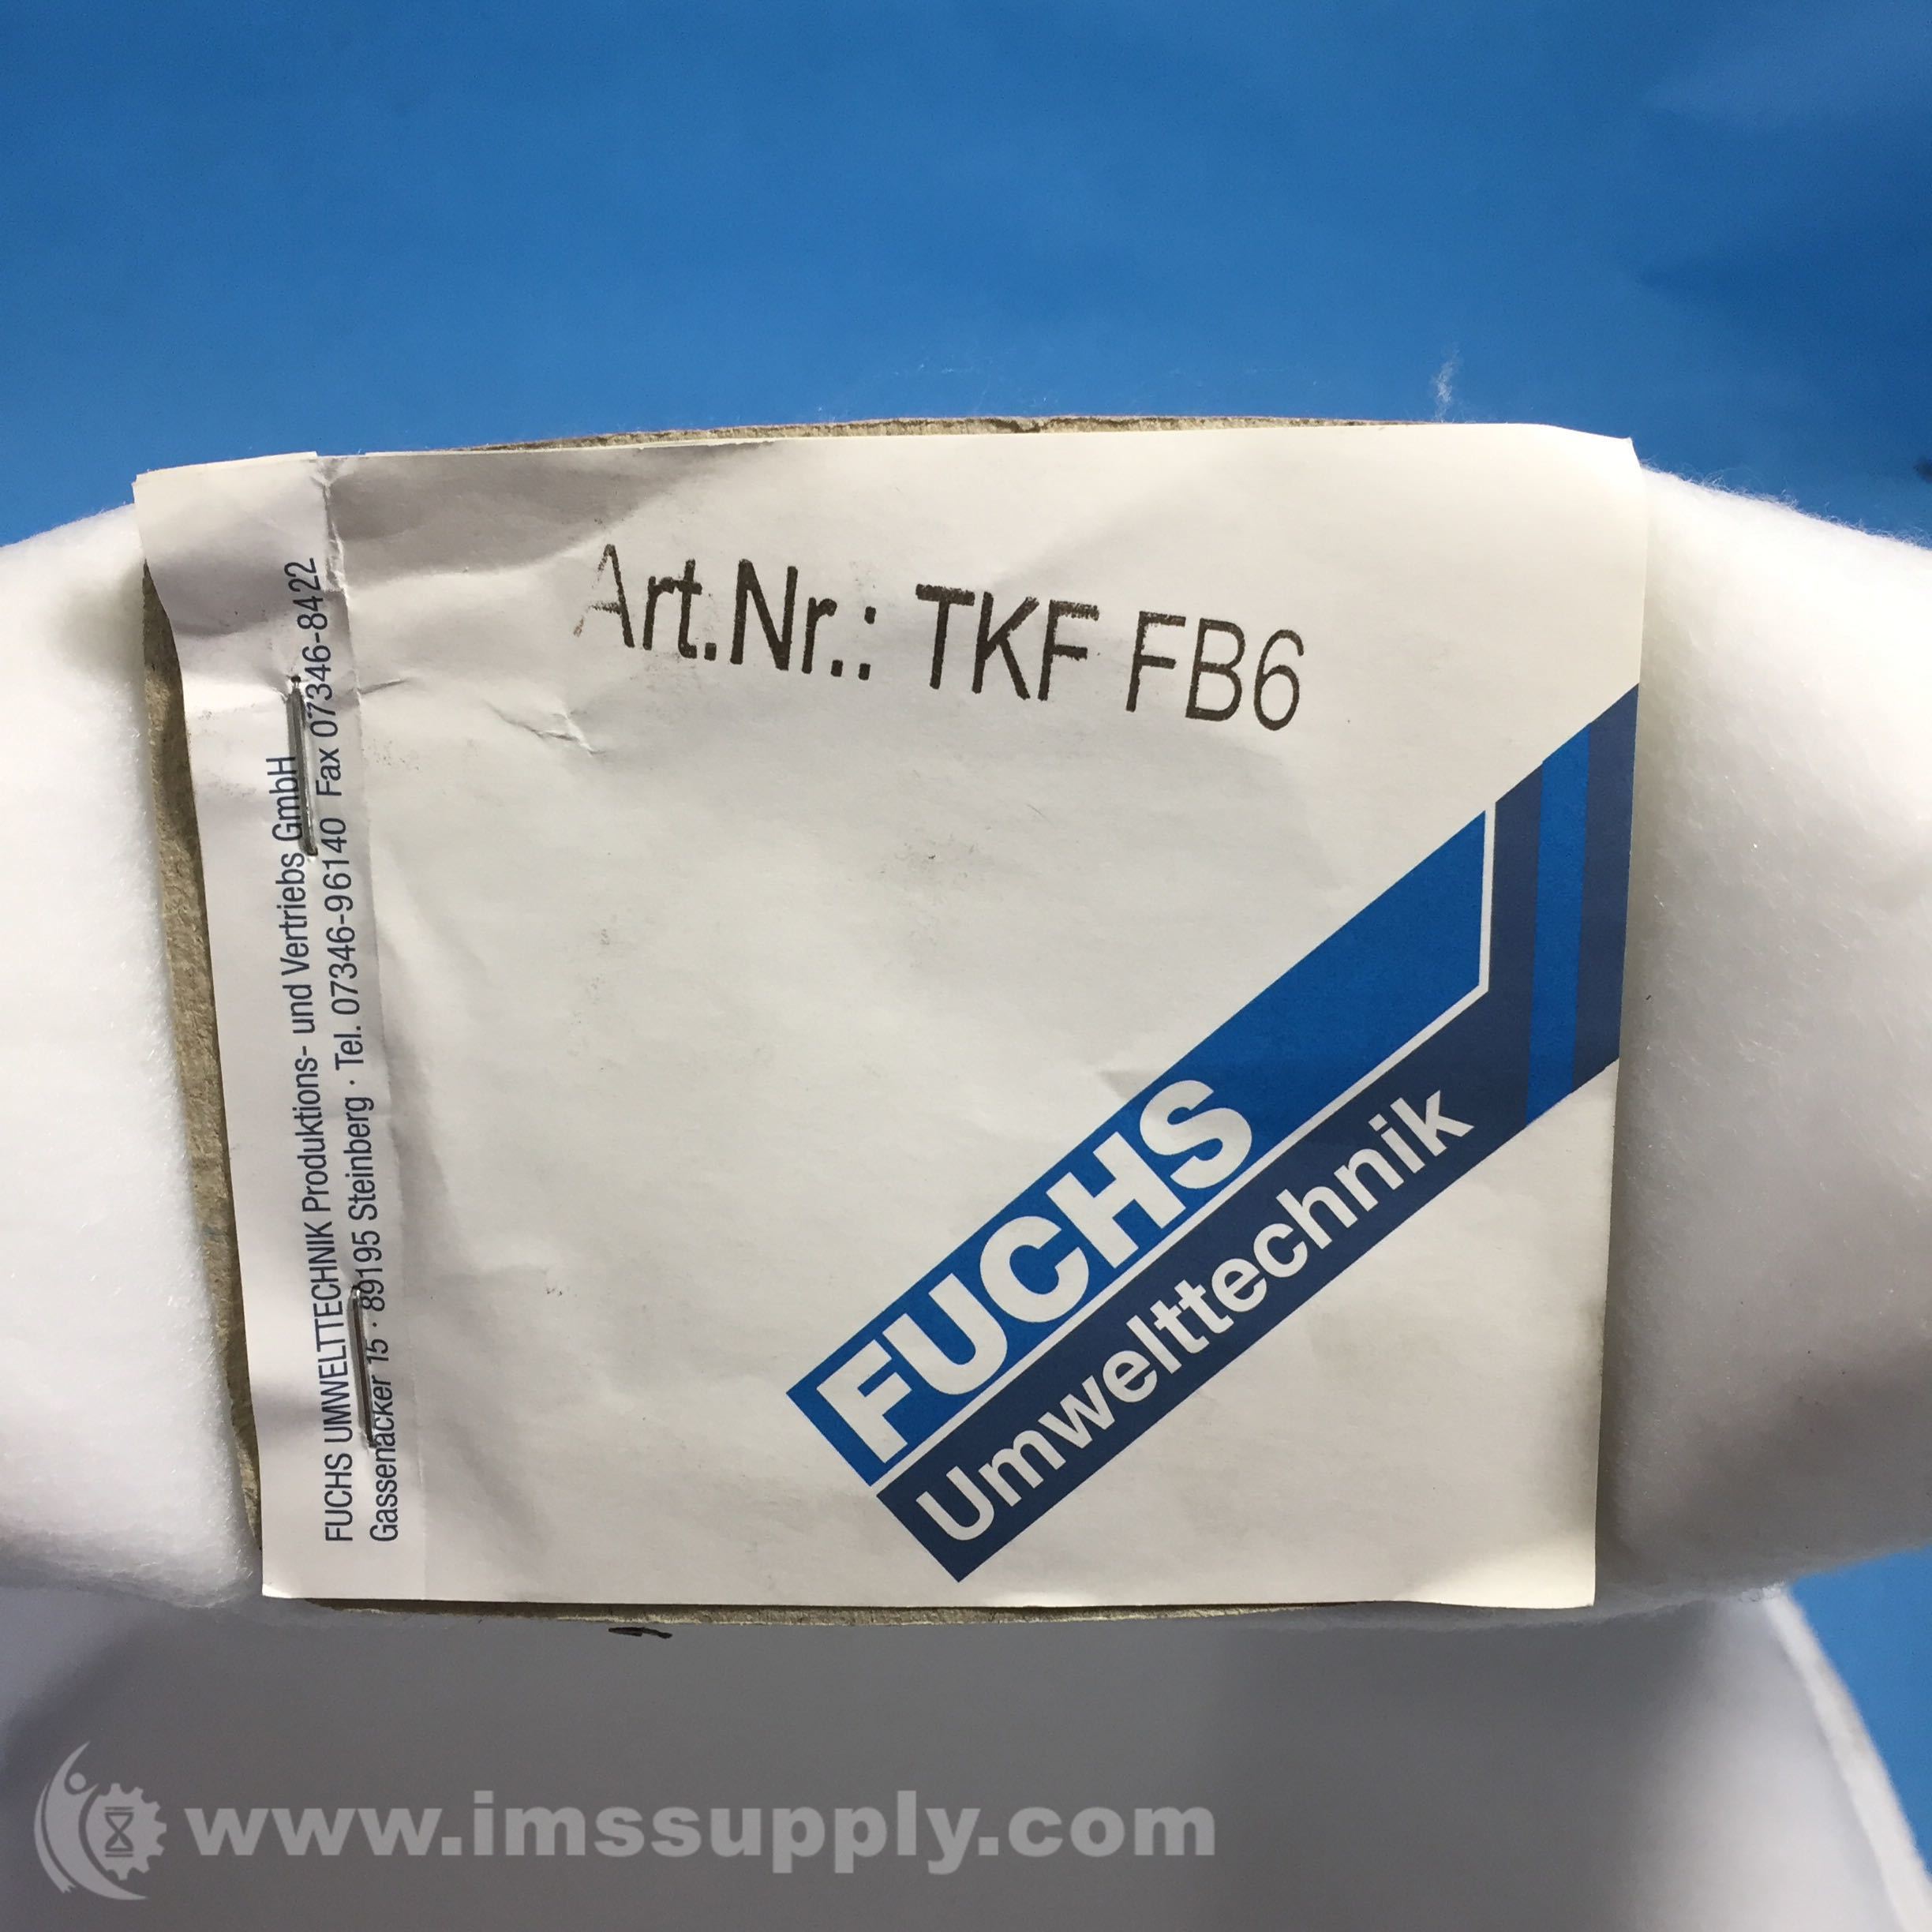 Art.Nr.: TKF FB6
FUCHS UMWELTTECHNIK Produktions- und Vertriebs GmbH
Gassenäcker 15 · 89195 Steinberg · Tel. 07346-96140 Fax 07346-8422
FUCHS
Umwelttechnik
www.imssupply.com